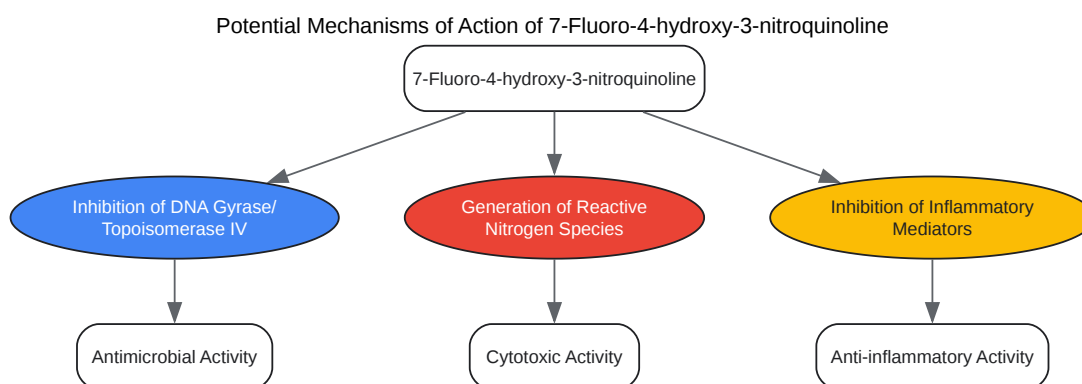 Potential Mechanisms of Action of 7-Fluoro-4-hydroxy-3-nitroquinoline
7-Fluoro-4-hydroxy-3-nitroquinoline
Inhibition of DNA Gyrase/
Topoisomerase IV
Generation of Reactive
Nitrogen Species
Inhibition of Inflammatory
Mediators
Antimicrobial Activity
Cytotoxic Activity
Anti-inflammatory Activity